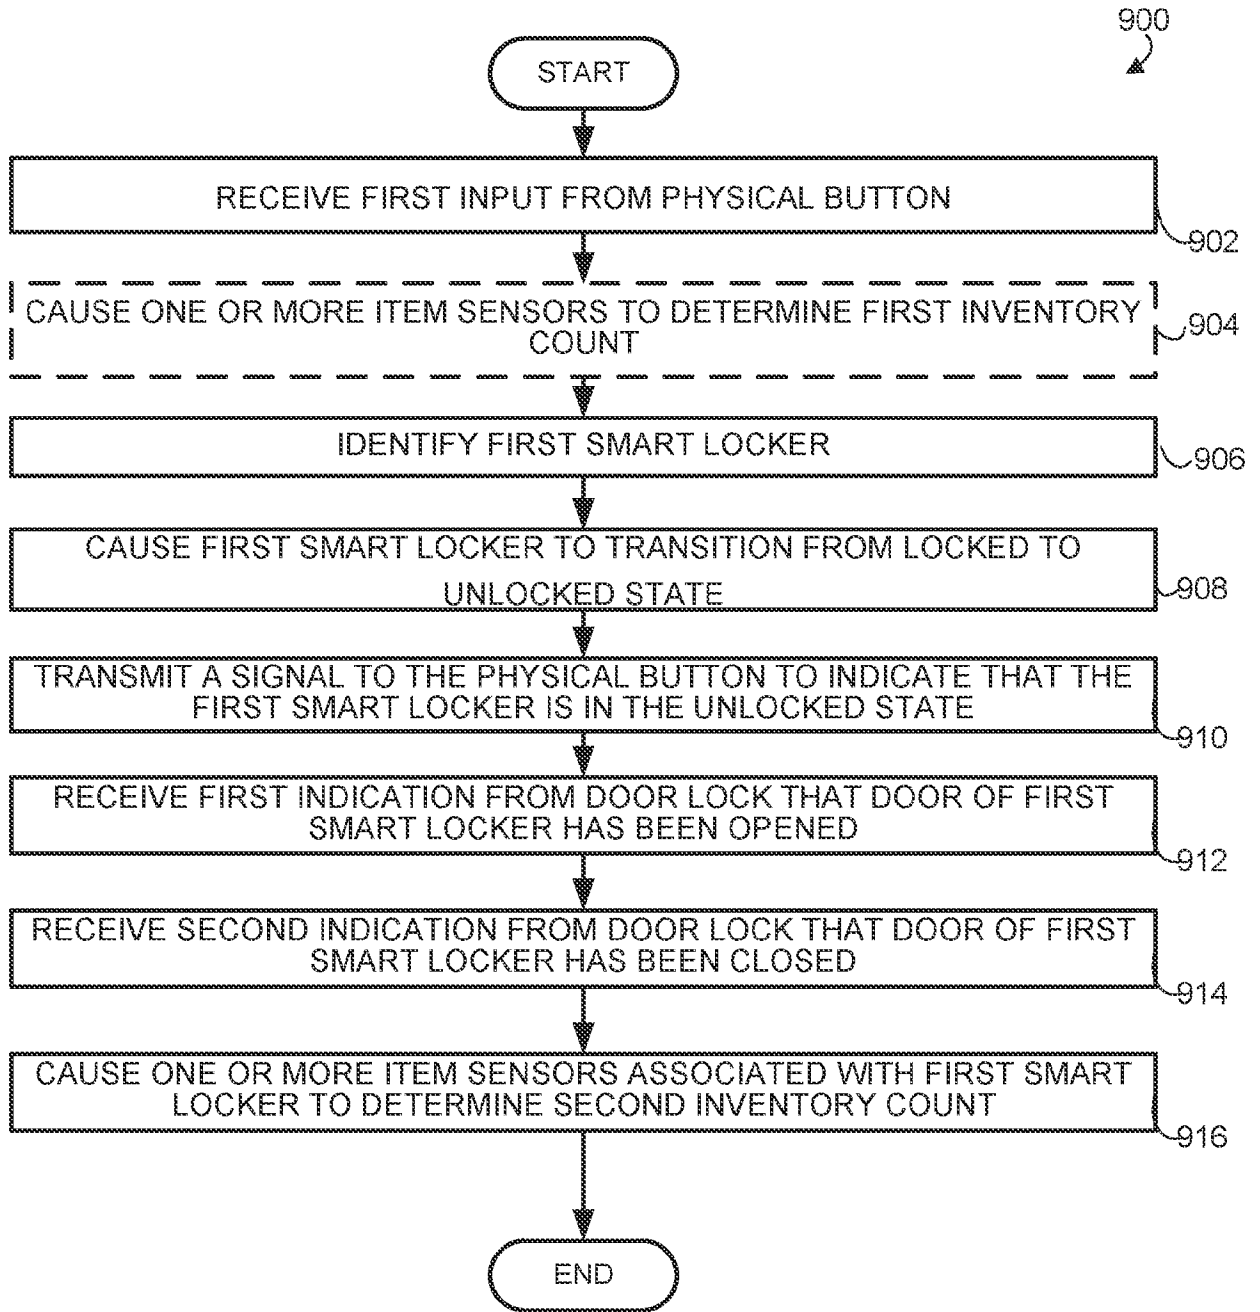 900
START
RECEIVE FIRST INPUT FROM PHYSICAL BUTTON
902
CAUSE ONE OR MORE ITEM SENSORS TO DETERMINE FIRST INVENTORY
COUNT
904
IDENTIFY FIRST SMART LOCKER
906
CAUSE FIRST SMART LOCKER TO TRANSITION FROM LOCKED TO
UNLOCKED STATE
908
TRANSMIT A SIGNAL TO THE PHYSICAL BUTTON TO INDICATE THAT THE
FIRST SMART LOCKER IS IN THE UNLOCKED STATE
910
RECEIVE FIRST INDICATION FROM DOOR LOCK THAT DOOR OF FIRST
SMART LOCKER HAS BEEN OPENED
912
RECEIVE SECOND INDICATION FROM DOOR LOCK THAT DOOR OF FIRST
SMART LOCKER HAS BEEN CLOSED
914
CAUSE ONE OR MORE ITEM SENSORS ASSOCIATED WITH FIRST SMART
LOCKER TO DETERMINE SECOND INVENTORY COUNT
916
END